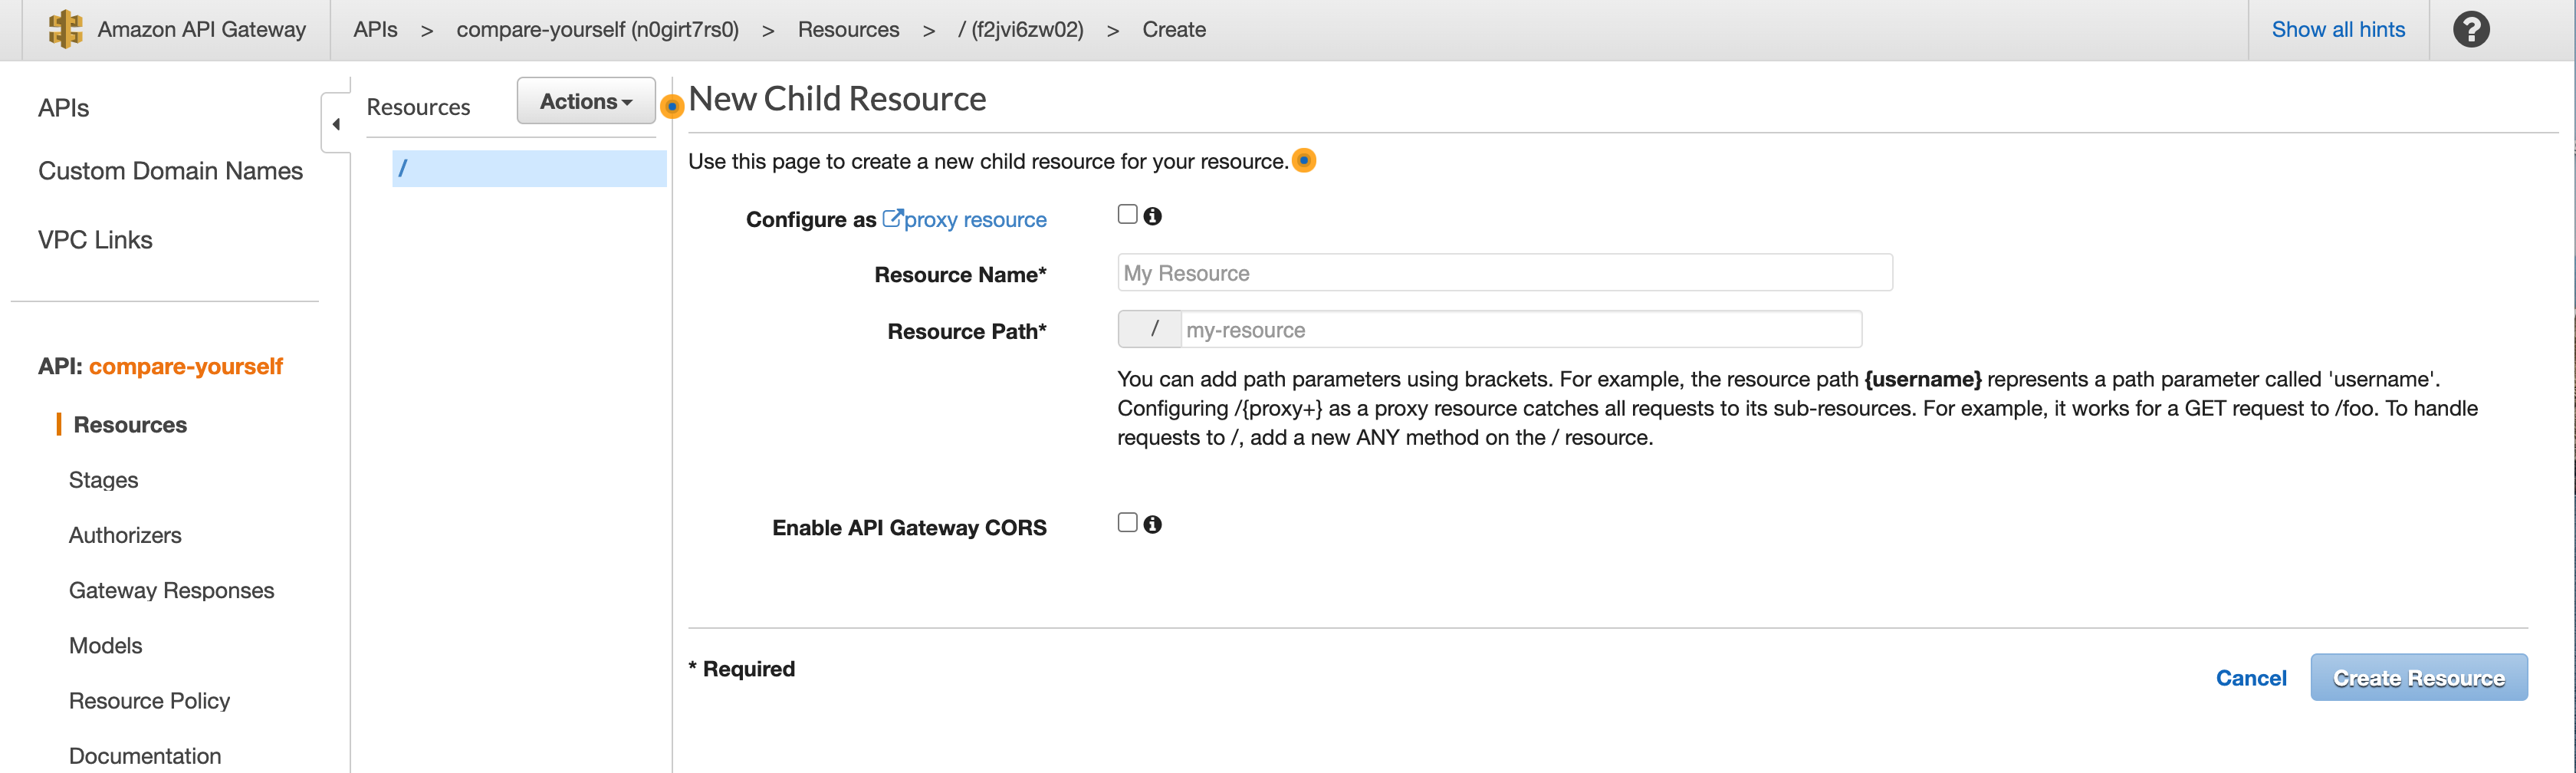 Amazon API Gateway
APIs > compare-yourself (n0girt7rs0) > Resources > / (f2jvi6zw02) > Create
Show all hints
?
APIs
Custom Domain Names
VPC Links
API: compare-yourself
Resources
Stages
Authorizers
Gateway Responses
Models
Resource Policy
Documentation
Resources
Actions
/
New Child Resource
Use this page to create a new child resource for your resource.
Configure as proxy resource
Resource Name*
My Resource
Resource Path*
/ my-resource
You can add path parameters using brackets. For example, the resource path {username} represents a path parameter called 'username'.
Configuring /{proxy+} as a proxy resource catches all requests to its sub-resources. For example, it works for a GET request to /foo. To handle
requests to /, add a new ANY method on the / resource.
Enable API Gateway CORS
* Required
Cancel
Create Resource